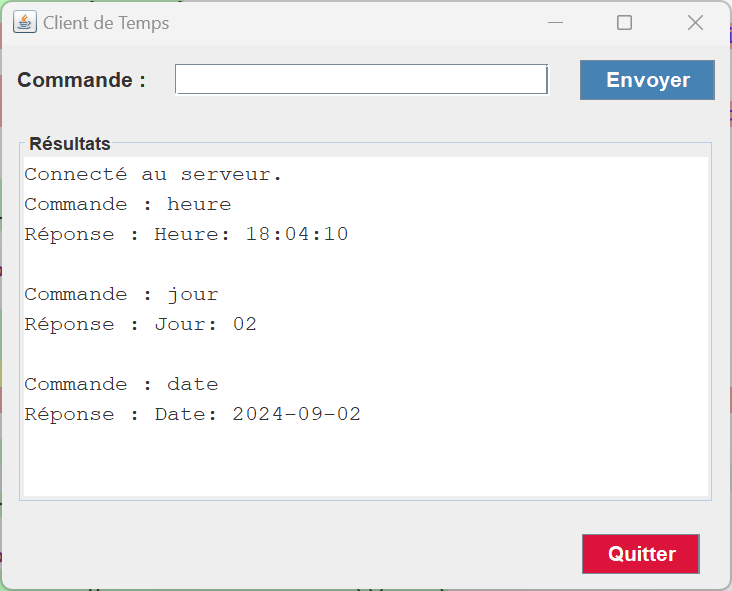 Client de Temps
Commande :
Envoyer
Résultats
Connecté au serveur.
Commande : heure
Réponse : Heure: 18:04:10
Commande : jour
Réponse : Jour: 02
Commande : date
Réponse : Date: 2024-09-02
Quitter